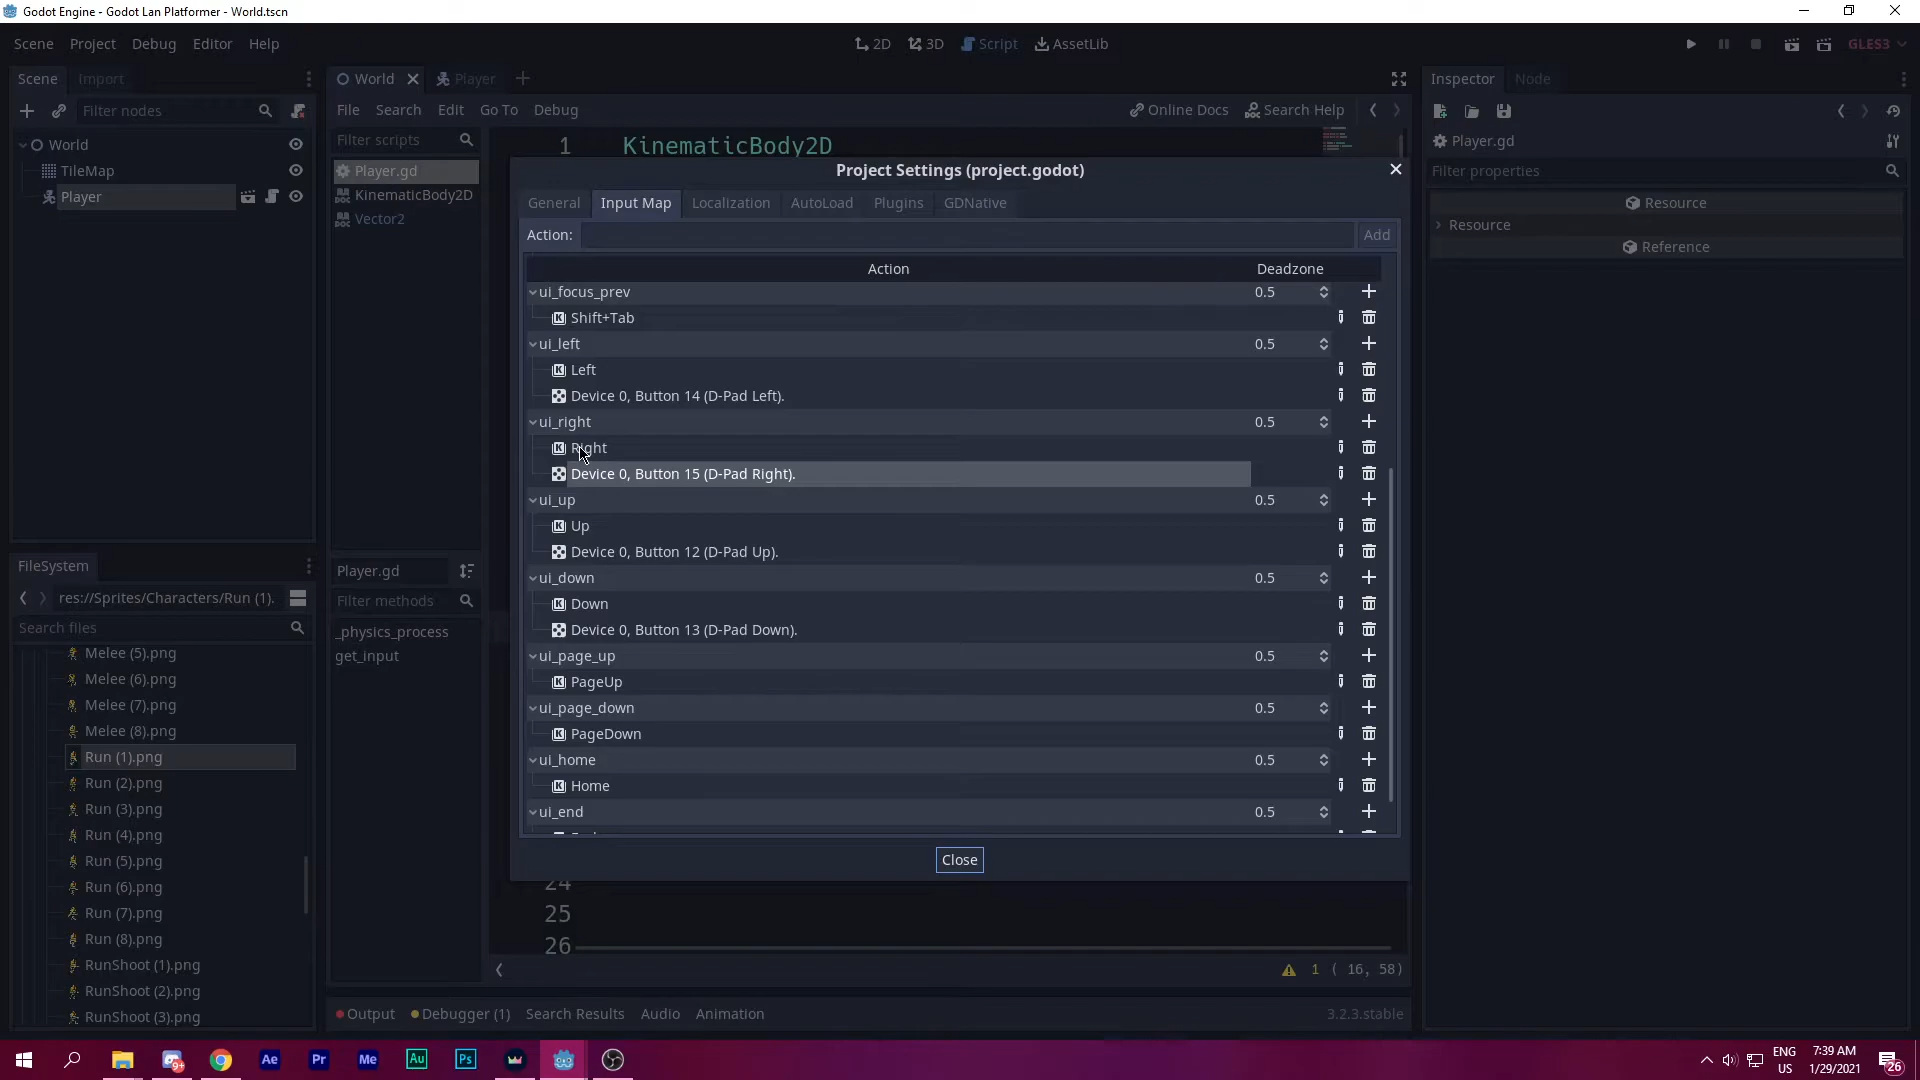 Godot Engine - Godot Lan Platformer - World.tscn
Scene Project Debug Editor Help
2D 3D Script AssetLib
GLES3
Scene Import
World Player
Inspector Node
Filter nodes
File Search Edit Go To Debug
Online Docs Search Help
Filter scripts
World
TileMap
Player
Player.gd
KinematicBody2D
Vector2
1 KinematicBody2D
Player.gd
Filter properties
Resource
Resource
Reference
Project Settings (project.godot)
General Input Map Localization AutoLoad Plugins GDNative
Action: Add
Action Deadzone
ui_focus_prev 0.5
Shift+Tab
ui_left 0.5
Left
Device 0, Button 14 (D-Pad Left).
ui_right 0.5
Right
Device 0, Button 15 (D-Pad Right).
ui_up 0.5
Up
Device 0, Button 12 (D-Pad Up).
ui_down 0.5
Down
Device 0, Button 13 (D-Pad Down).
ui_page_up 0.5
PageUp
ui_page_down 0.5
PageDown
ui_home 0.5
Home
ui_end 0.5
Close
FileSystem
res://Sprites/Characters/Run (1).
Search files
Melee (5).png
Melee (6).png
Melee (7).png
Melee (8).png
Run (1).png
Run (2).png
Run (3).png
Run (4).png
Run (5).png
Run (6).png
Run (7).png
Run (8).png
RunShoot (1).png
RunShoot (2).png
RunShoot (3).png
Player.gd
Filter methods
_physics_process
get_input
24
25
26
1 ( 16, 58)
Output Debugger (1) Search Results Audio Animation
3.2.3.stable
9+ Ae Pr Me Au Ps
ENG
US
7:39 AM
1/29/2021
26